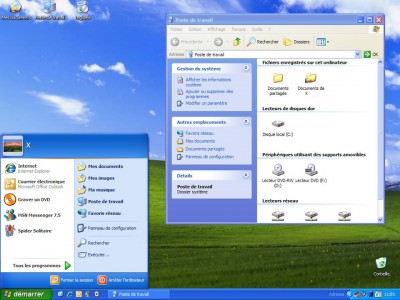 Poste de travail
Fichier Edition Affichage Favoris Outils ?
Précédente
Rechercher
Dossiers
Adresse
Poste de travail
OK
Gestion du système
Afficher les informations
système
Ajouter ou supprimer des
programmes
Modifier un paramètre
Autres emplacements
Favoris réseau
Mes documents
Documents partagés
Panneau de configuration
Détails
Poste de travail
Dossier système
Fichiers enregistrés sur cet ordinateur
Documents
partagés
Documents de
X
Lecteurs de disques dur
Disque local (C:)
Périphériques utilisant des supports amovibles
Lecteur DVD-RW
Lecteur DVD (F:)
Lecteurs réseau
X
Internet
Internet Explorer
Courrier électronique
Microsoft Office Outlook
Graver un DVD
MSN Messenger 7.5
Spider Solitaire
Tous les programmes
Mes documents
Mes images
Ma musique
Poste de travail
Favoris réseau
Panneau de configuration
Rechercher
Exécuter...
Fermer la session
Arrêter l'ordinateur
Corbeille
démarrer
Poste de travail
Adresse